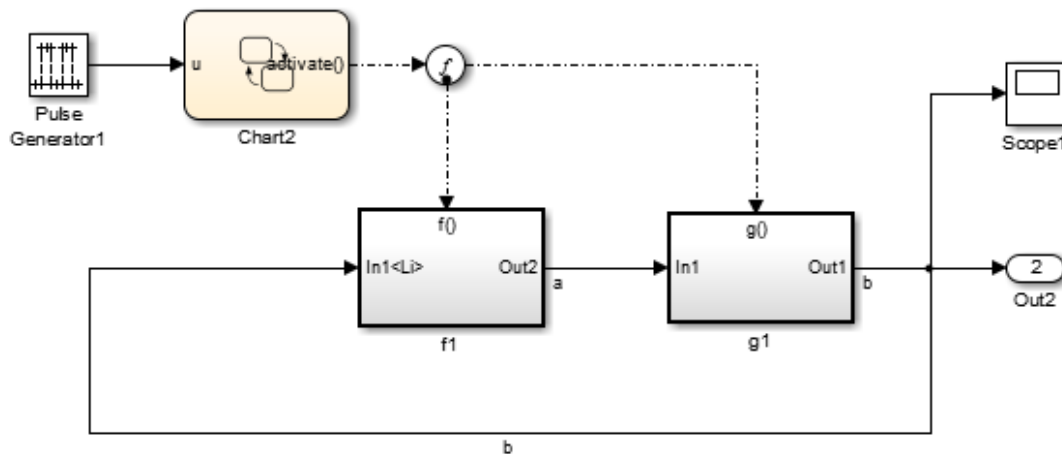 u
activate()
f
Pulse
Generator1
Chart2
Scope1
f()
In1<Li>
Out2
a
f1
g()
In1
Out1
b
g1
2
Out2
b